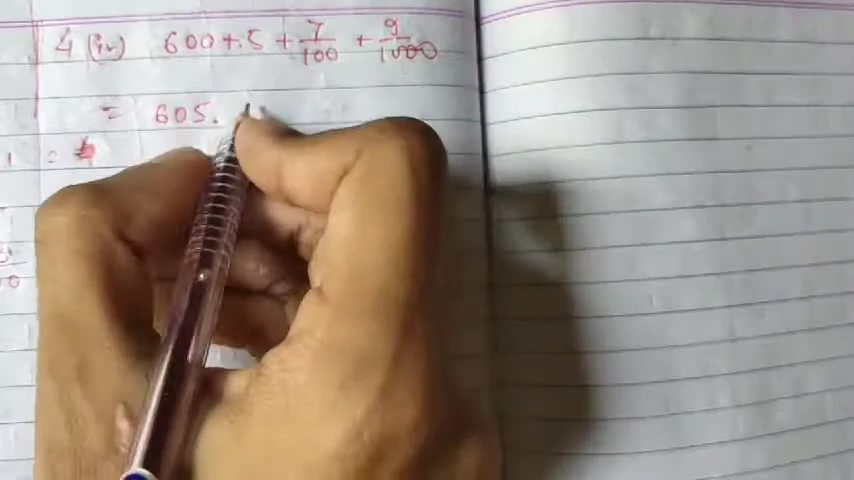 4 (iv) 600 + .5 + 7/100 + 9/1000
= 605.
=